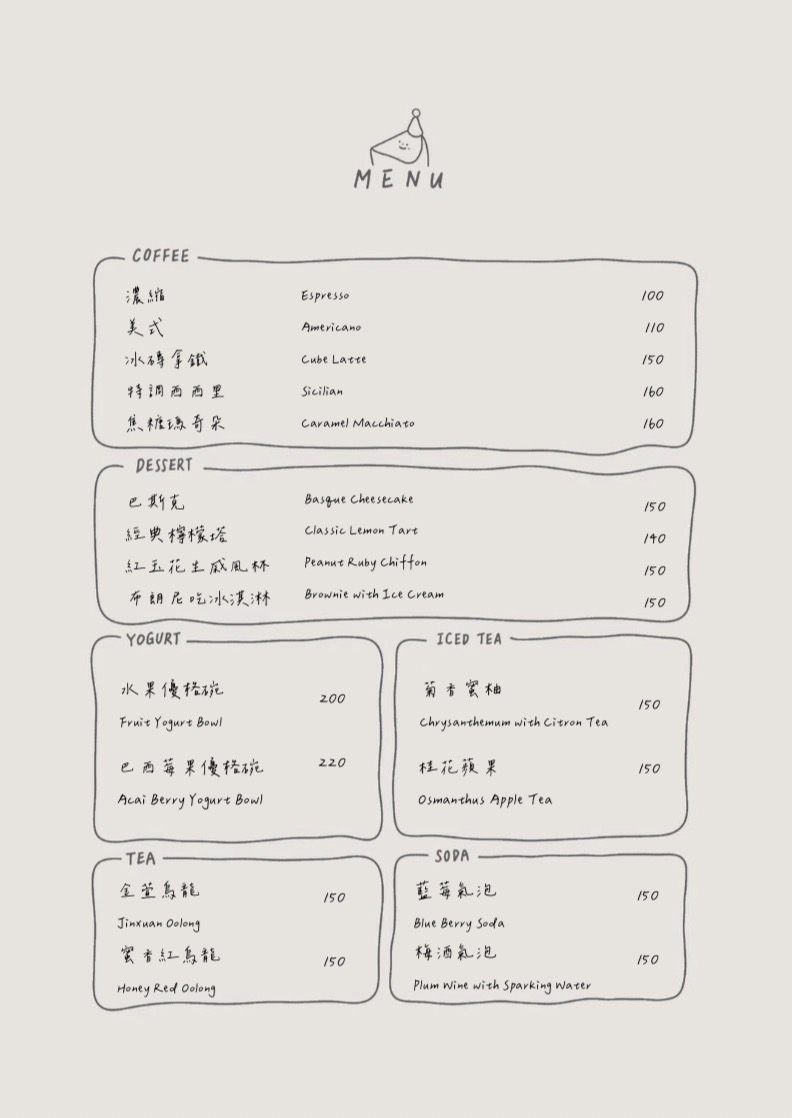 MENU
COFFEE
濃縮 Espresso 100
美式 Americano 110
冰磚拿鐵 Cube Latte 150
特調西西里 Sicilian 160
焦糖瑪奇朵 Caramel Macchiato 160
DESSERT
巴斯克 Basque Cheesecake 150
經典檸檬塔 Classic Lemon Tart 140
紅玉花生戚風杯 Peanut Ruby Chiffon 150
布朗尼吃冰淇淋 Brownie with Ice Cream 150
YOGURT
水果優格碗 200
Fruit Yogurt Bowl
巴西莓果優格碗 220
Acai Berry Yogurt Bowl
ICED TEA
菊香蜜柚 150
Chrysanthemum with Citron Tea
桂花蘋果 150
Osmanthus Apple Tea
TEA
金萱烏龍 150
Jinxuan Oolong
蜜香紅烏龍 150
Honey Red Oolong
SODA
藍莓氣泡 150
Blue Berry Soda
梅酒氣泡 150
Plum Wine with Sparking Water